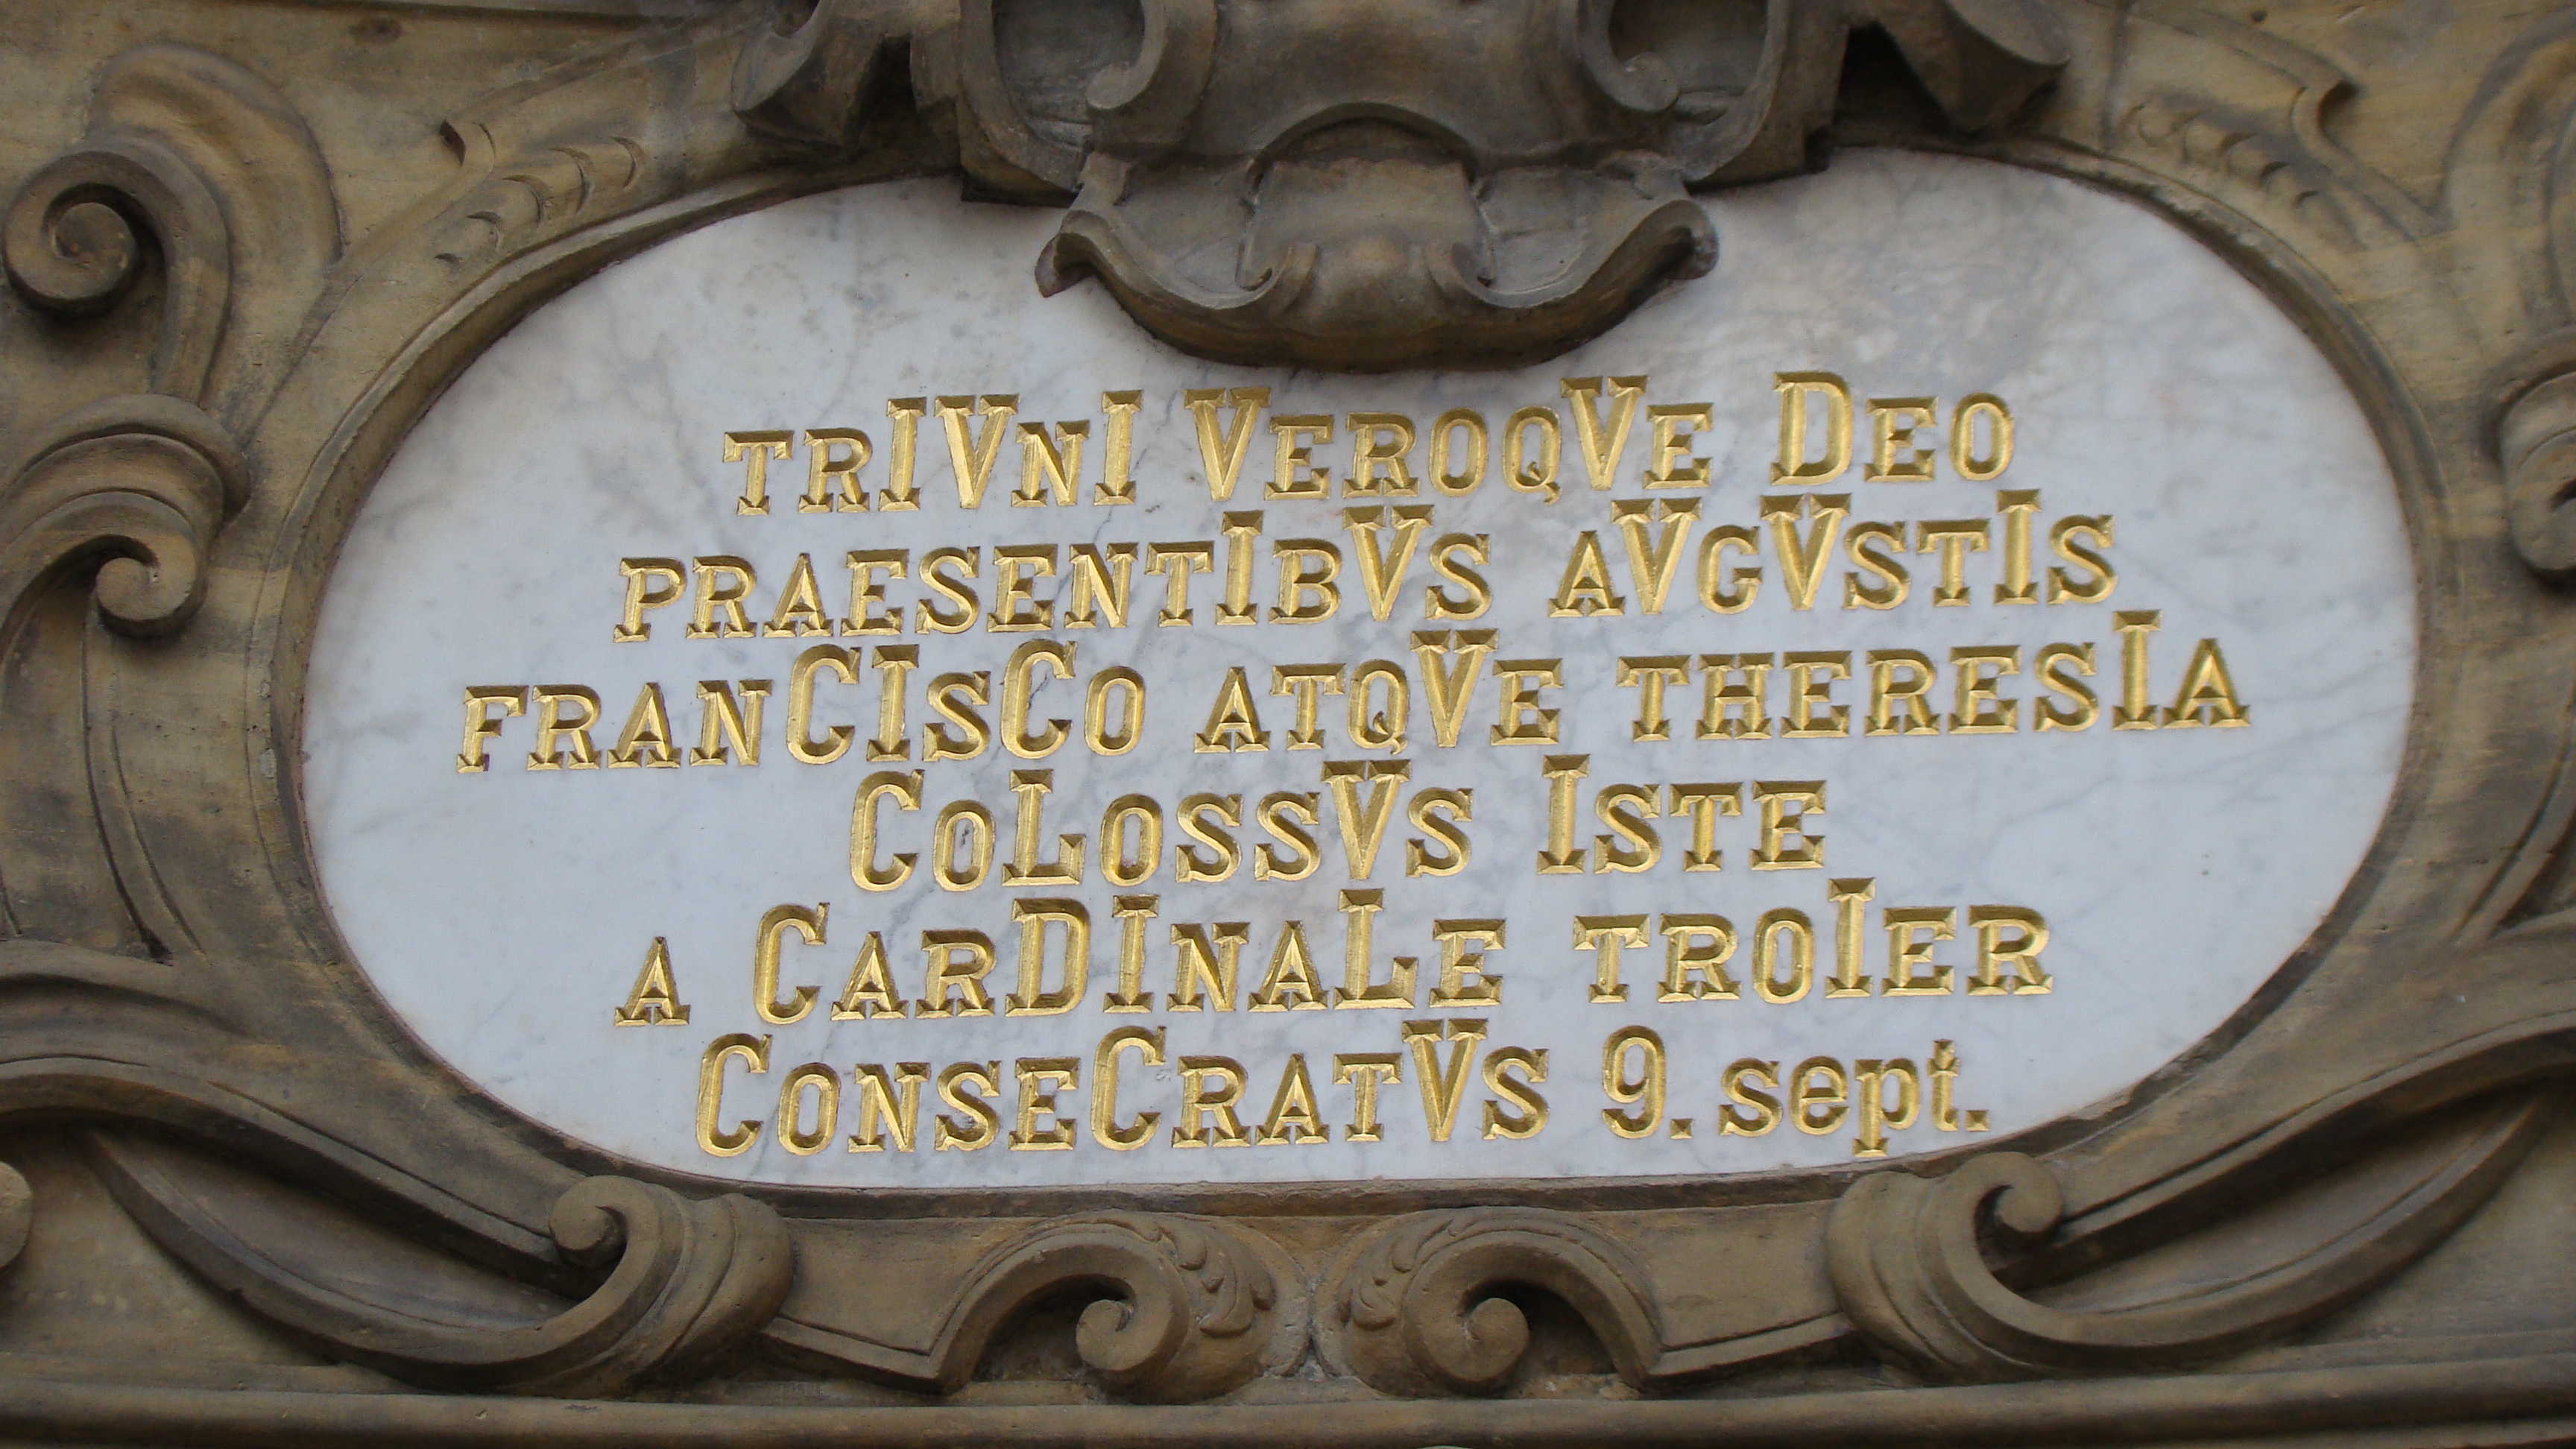 TRIVNI VEROQVE DEO
PRAESENTIBVS AVGVSTIS
FRANCISCO ATQVE THERESIA
COLOSSVS ISTE
A CARDINALE TROIER
CONSECRATVS 9. sept.